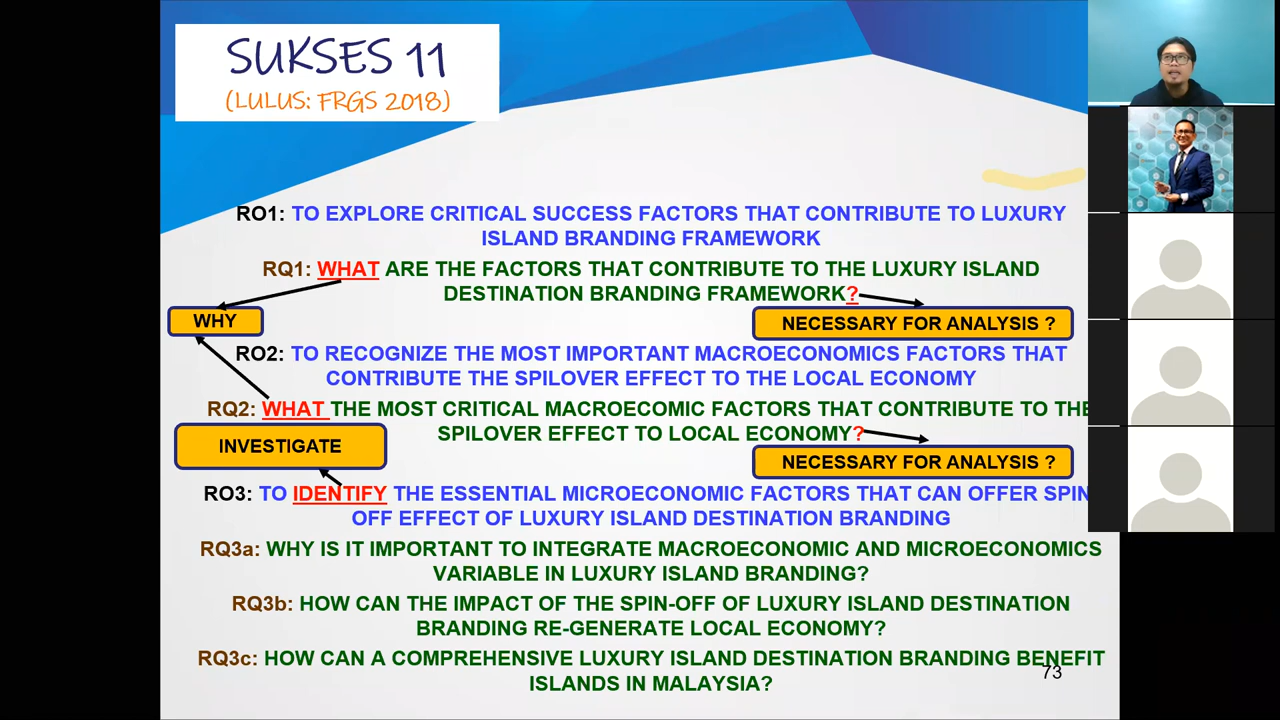 SUKSES 11
(LULUS: FRGS 2018)
RO1: TO EXPLORE CRITICAL SUCCESS FACTORS THAT CONTRIBUTE TO LUXURY
ISLAND BRANDING FRAMEWORK
RQ1: WHAT ARE THE FACTORS THAT CONTRIBUTE TO THE LUXURY ISLAND
DESTINATION BRANDING FRAMEWORK?
WHY
NECESSARY FOR ANALYSIS ?
RO2: TO RECOGNIZE THE MOST IMPORTANT MACROECONOMICS FACTORS THAT
CONTRIBUTE THE SPILOVER EFFECT TO THE LOCAL ECONOMY
RQ2: WHAT THE MOST CRITICAL MACROECOMIC FACTORS THAT CONTRIBUTE TO THE
SPILOVER EFFECT TO LOCAL ECONOMY?
INVESTIGATE
NECESSARY FOR ANALYSIS ?
RO3: TO IDENTIFY THE ESSENTIAL MICROECONOMIC FACTORS THAT CAN OFFER SPIN
OFF EFFECT OF LUXURY ISLAND DESTINATION BRANDING
RQ3a: WHY IS IT IMPORTANT TO INTEGRATE MACROECONOMIC AND MICROECONOMICS
VARIABLE IN LUXURY ISLAND BRANDING?
RQ3b: HOW CAN THE IMPACT OF THE SPIN-OFF OF LUXURY ISLAND DESTINATION
BRANDING RE-GENERATE LOCAL ECONOMY?
RQ3c: HOW CAN A COMPREHENSIVE LUXURY ISLAND DESTINATION BRANDING BENEFIT
ISLANDS IN MALAYSIA?
73